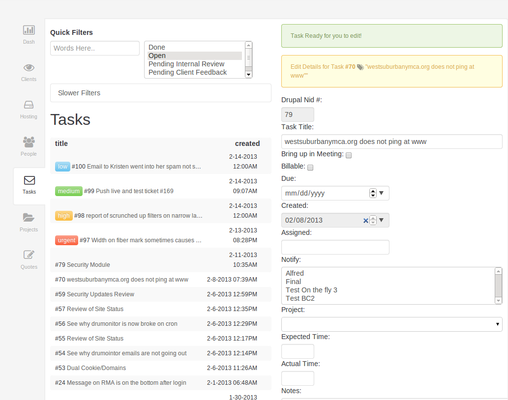 Dash
Clients
Hosting
People
Tasks
Projects
Quotes
Quick Filters
Words Here..
Done
Open
Pending Internal Review
Pending Client Feedback
Slower Filters
Tasks
title created
low #100 Email to Kristen went into her spam not s... 2-14-2013 12:00AM
medium #99 Push live and test ticket #169 2-14-2013 09:07AM
high #98 report of scrunched up filters on narrow la... 2-14-2013 12:00AM
urgent #97 Width on fiber mark sometimes causes ... 2-13-2013 08:28PM
#79 Security Module 2-11-2013 10:35AM
#70 westsuburbanymca.org does not ping at www 2-8-2013 07:39AM
#59 Security Updates Review 2-6-2013 12:59PM
#57 Review of Site Status 2-6-2013 12:35PM
#56 See why drumonitor is now broke on cron 2-6-2013 12:29PM
#55 Review of Site Status 2-6-2013 12:17PM
#54 See why drumointor emails are not going out 2-6-2013 12:14PM
#53 Dual Cookie/Domains 2-6-2013 11:26AM
#24 Message on RMA is on the bottom after login 2-1-2013 06:48AM
1-30-2013
Task Ready for you to edit!
Edit Details for Task #70 "westsuburbanymca.org does not ping at
www""
Drupal Nid #:
79
Task Title:
westsuburbanymca.org does not ping at www
Bring up in Meeting:
Billable:
Due:
mm/dd/yyyy
Created:
02/08/2013
Assigned:
Notify:
Alfred
Final
Test On the fly 3
Test BC2
Project:
Expected Time:
Actual Time:
Notes: